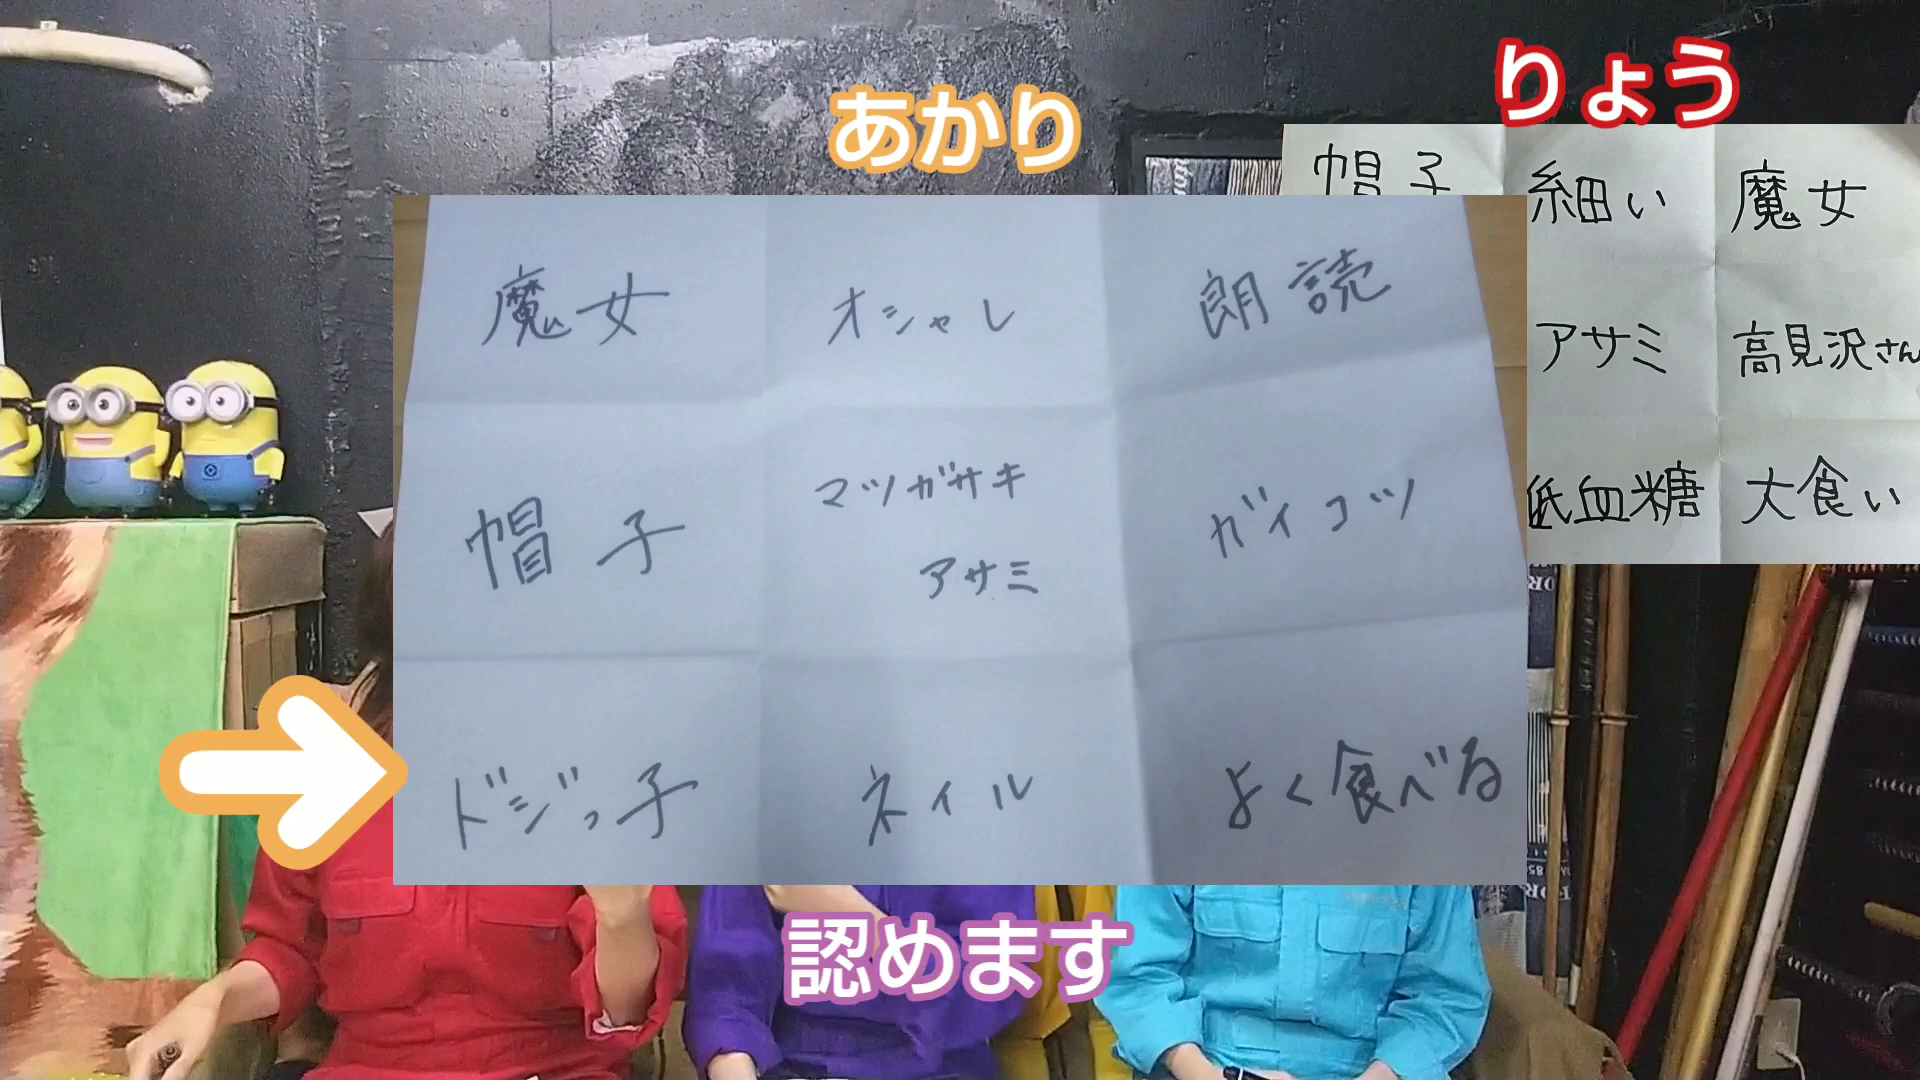 りょう
あかり
帽子
細い
魔女
アサミ
高見沢さん
低血糖
大食い
魔女
オシャレ
朗読
帽子
マツガサキ
アサミ
ガイコツ
ドジっ子
ネイル
よく食べる
認めます